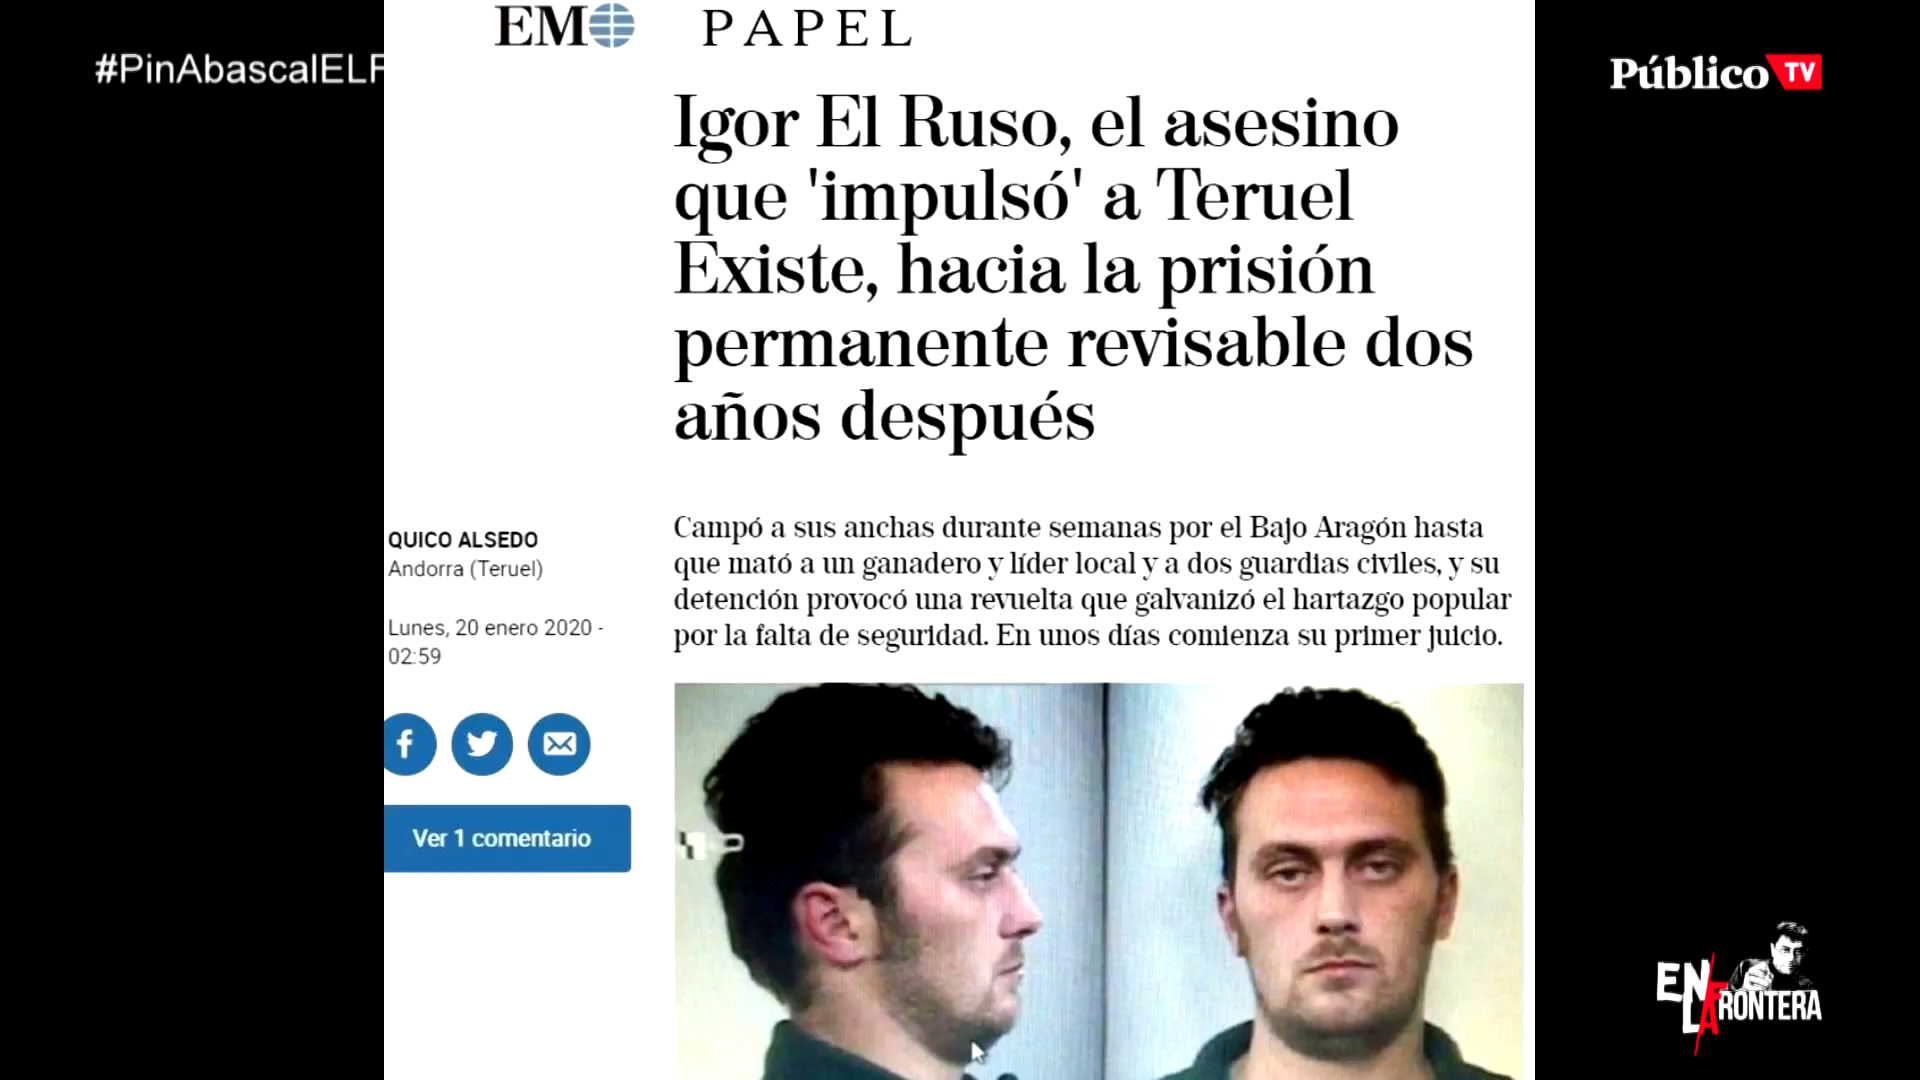 EM
PAPEL
#PinAbascalELF
Público TV
Igor El Ruso, el asesino
que 'impulsó' a Teruel
Existe, hacia la prisión
permanente revisable dos
años después
QUICO ALSEDO
Andorra (Teruel)
Lunes, 20 enero 2020 -
02:59
Campó a sus anchas durante semanas por el Bajo Aragón hasta
que mató a un ganadero y líder local y a dos guardias civiles, y su
detención provocó una revuelta que galvanizó el hartazgo popular
por la falta de seguridad. En unos días comienza su primer juicio.
Ver 1 comentario
EN
LA FRONTERA